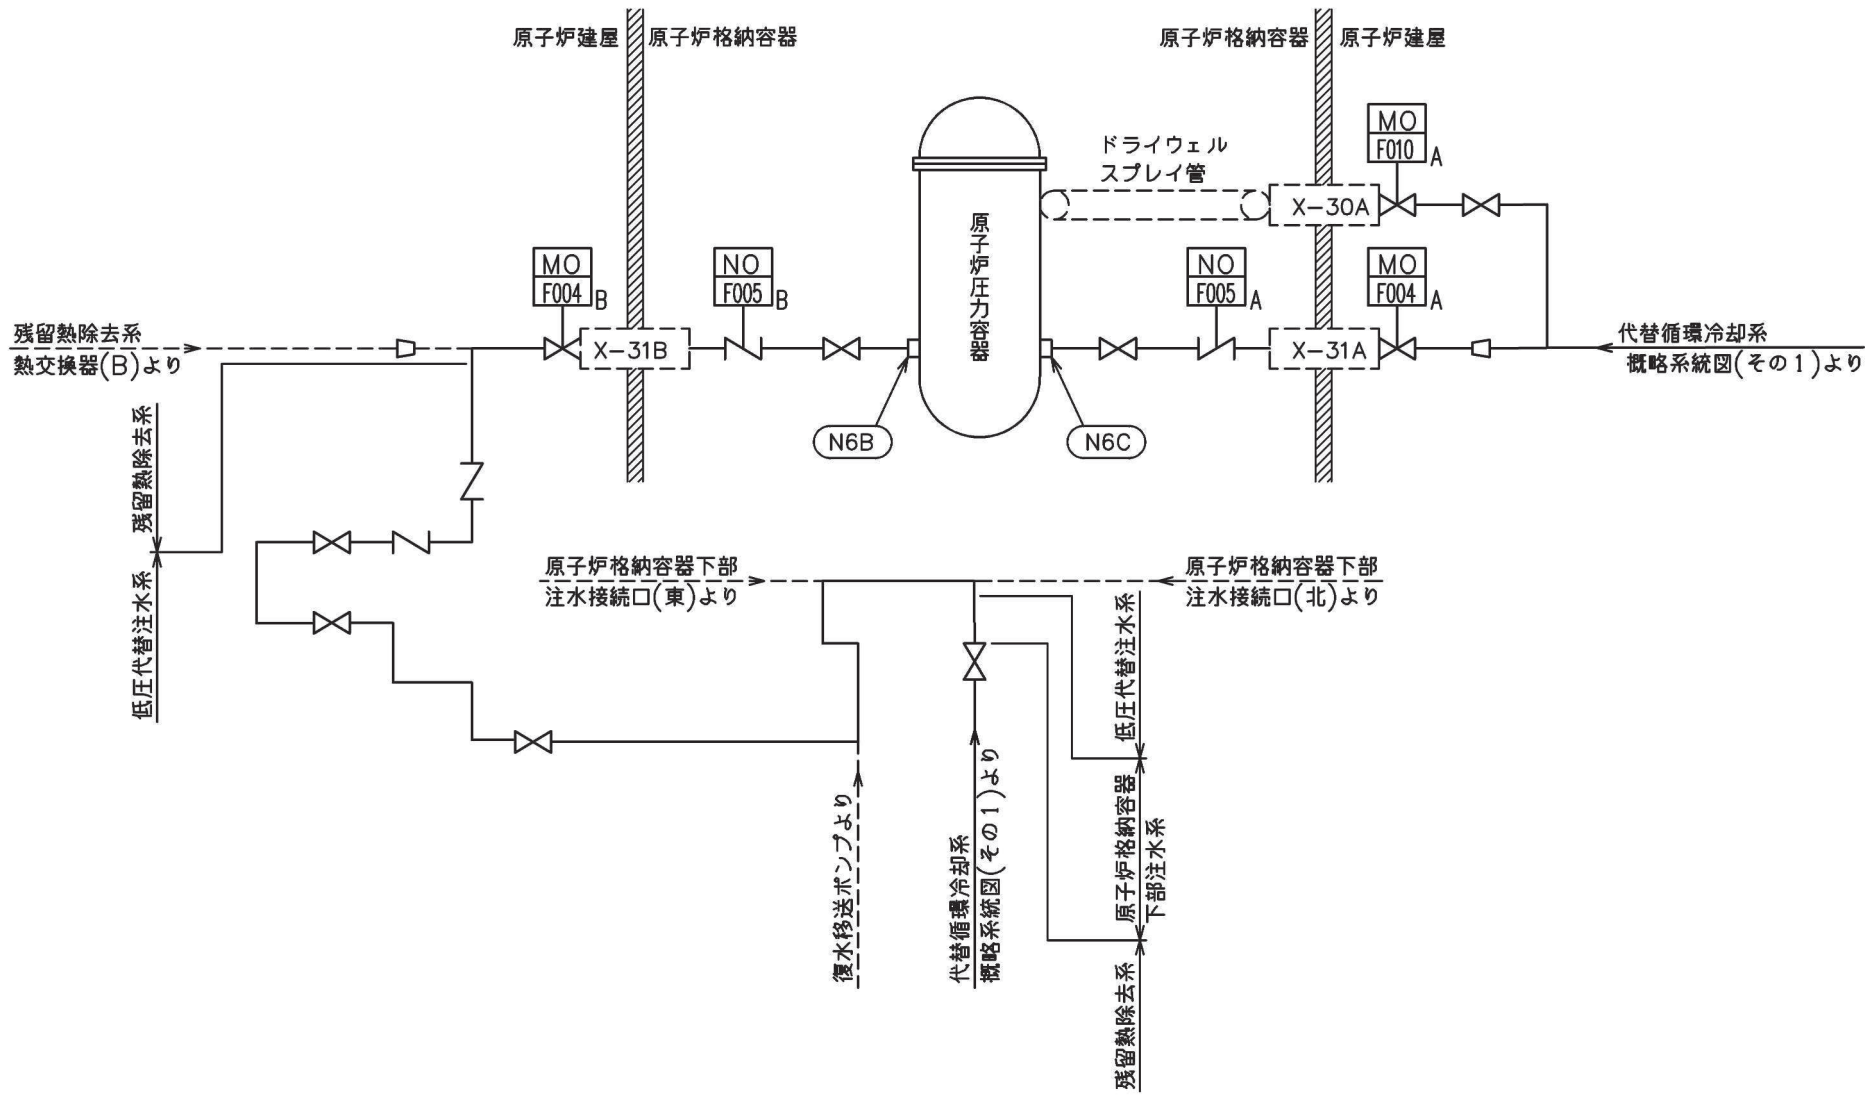 原子炉建屋
原子炉格納容器
原子炉格納容器
原子炉建屋
MO
F010
A
ドライウェル
スプレイ管
X-30A
原子炉圧力容器
MO
F004
B
NO
F005
B
NO
F005
A
MO
F004
A
残留熱除去系
熱交換器(B)より
X-31B
X-31A
代替循環冷却系
概略系統図(その1)より
N6B
N6C
残留熱除去系
低圧代替注水系
原子炉格納容器下部
注水接続口(東)より
原子炉格納容器下部
注水接続口(北)より
低圧代替注水系
原子炉格納容器
下部注水系
残留熱除去系
復水移送ポンプより
代替循環冷却系
概略系統図(その1)より